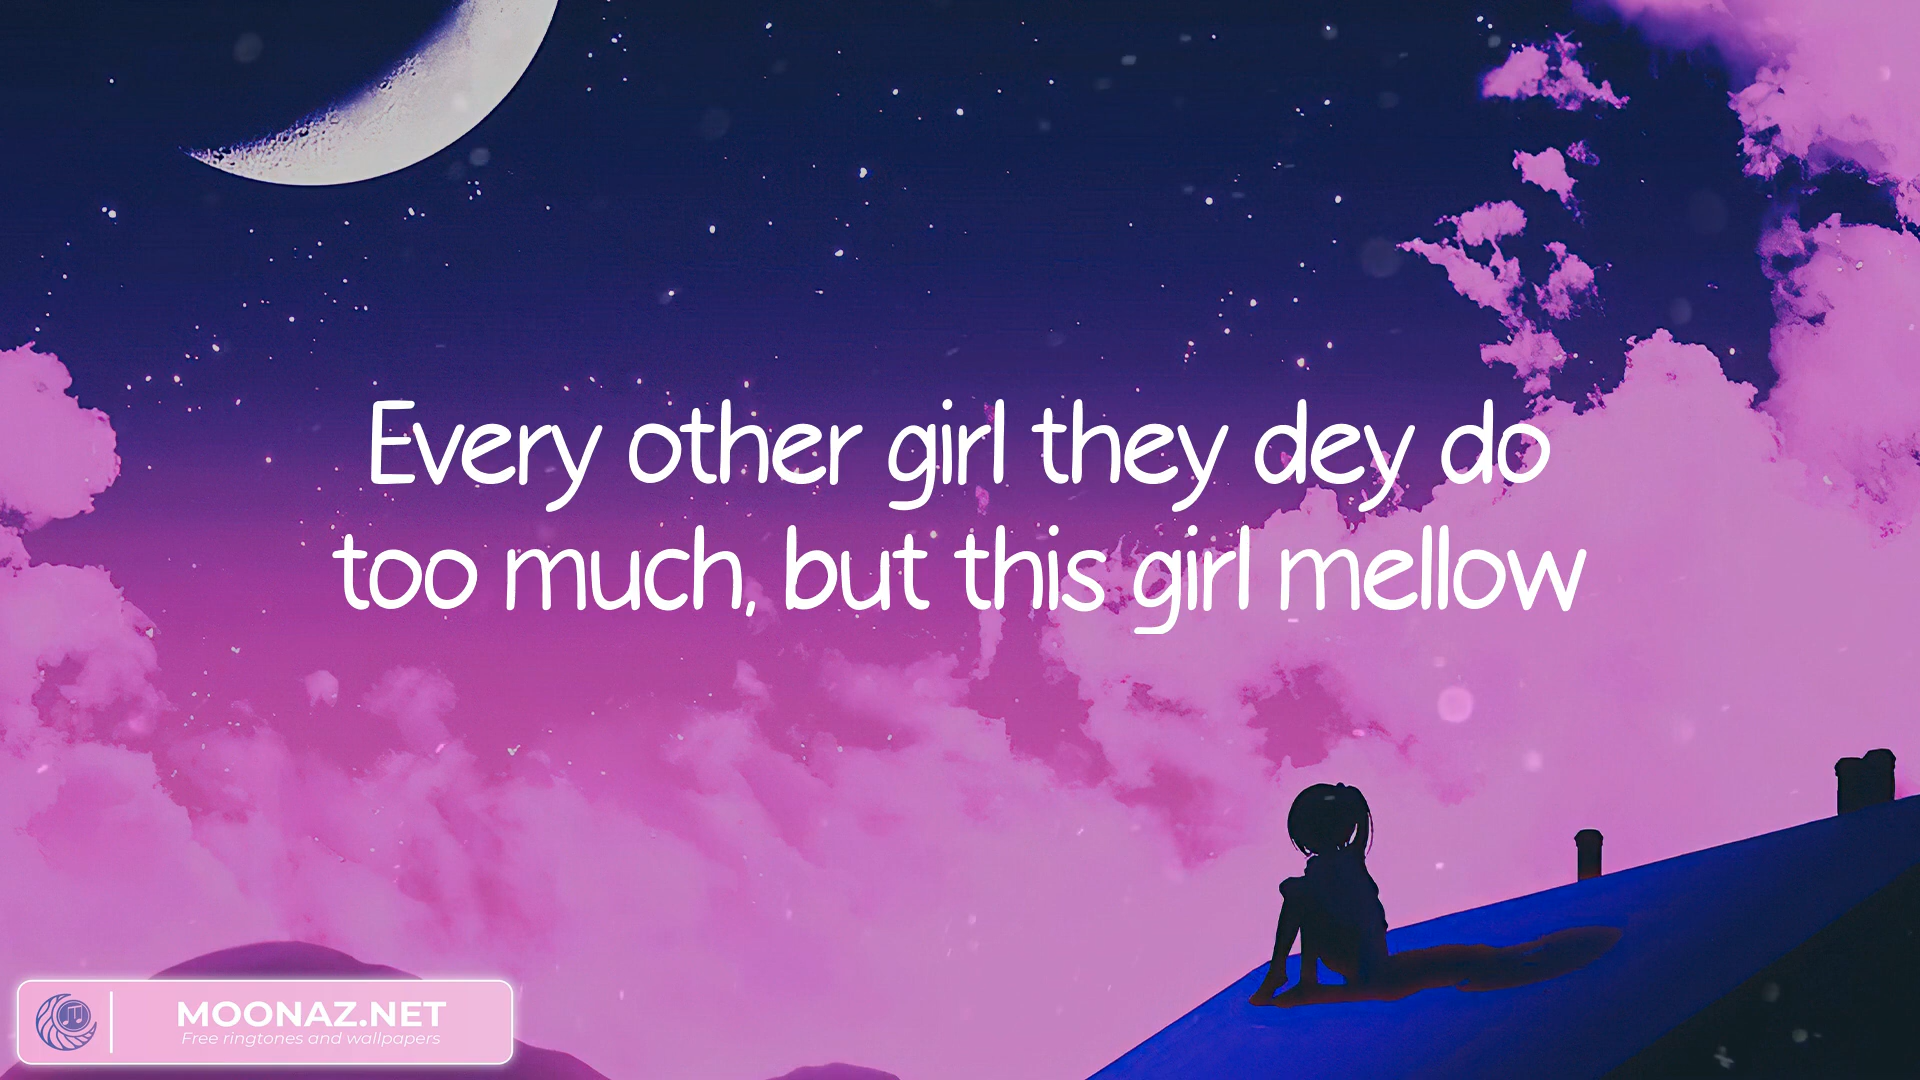 Every other girl they dey do
too much, but this girl mellow
MOONAZ.NET
Free ringtones and wallpapers